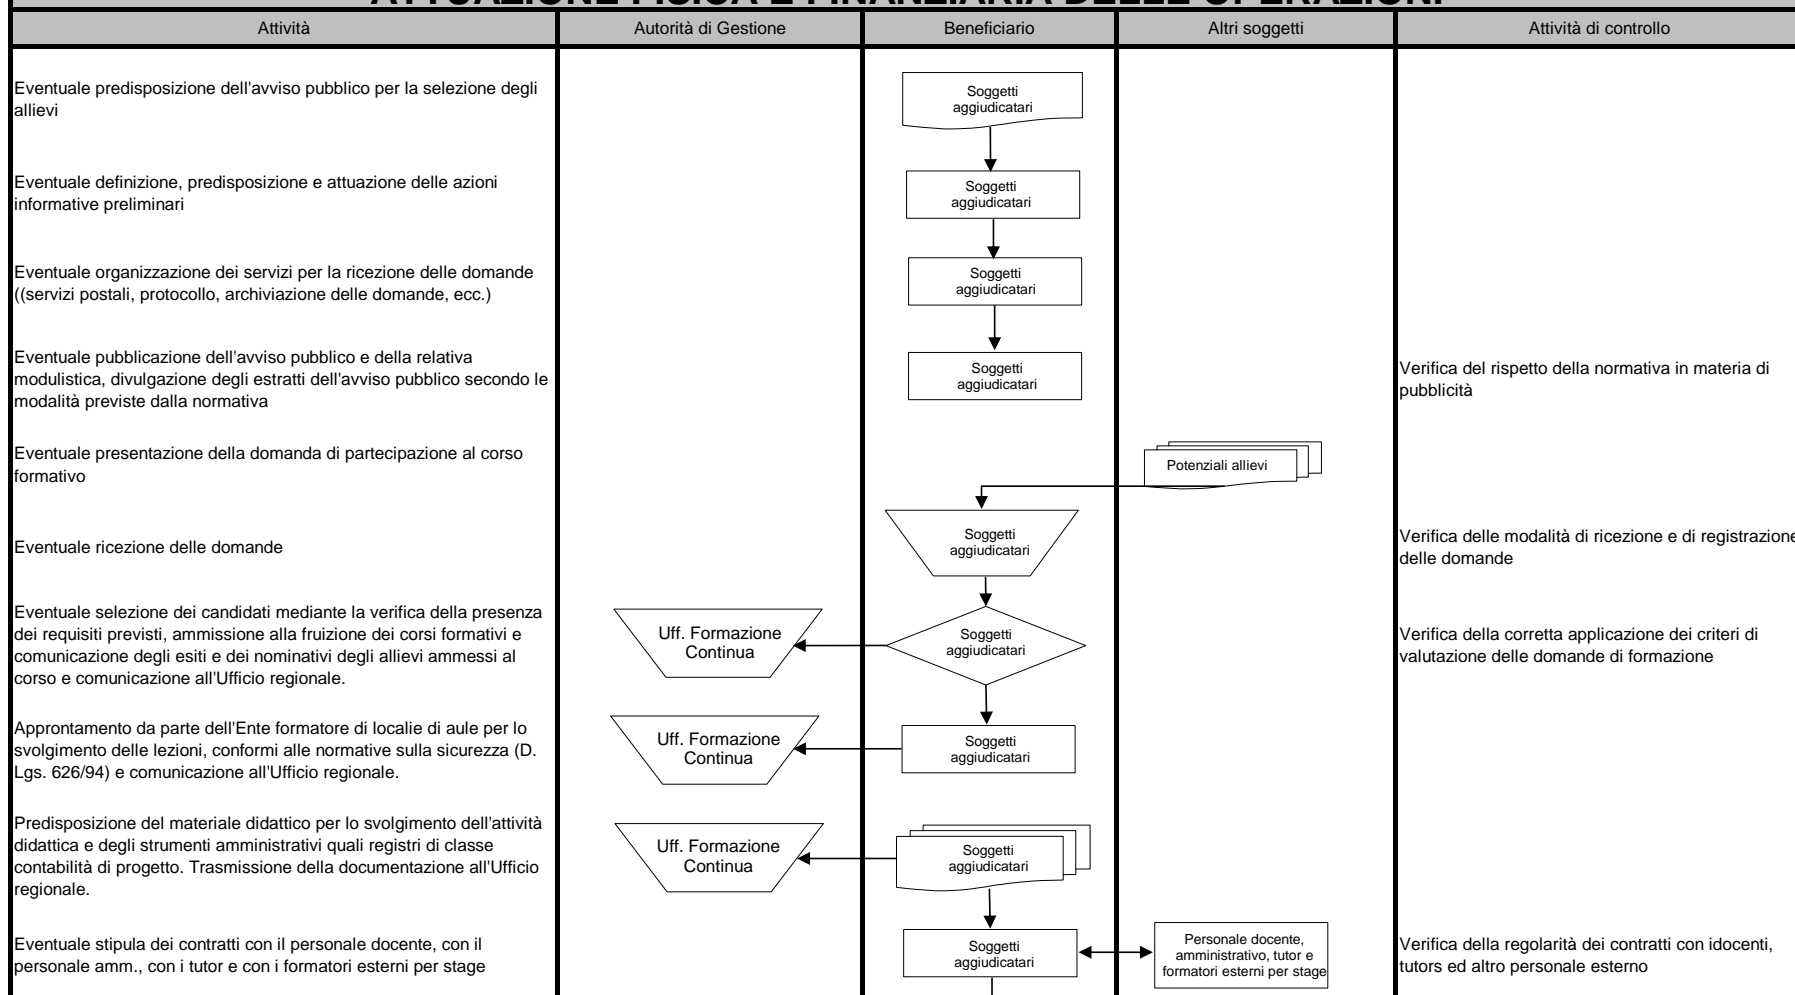 ATTUAZIONE FISICA E FINANZIARIA DELLE OPERAZIONI
Attività
Autorità di Gestione
Beneficiario
Altri soggetti
Attività di controllo
Eventuale predisposizione dell'avviso pubblico per la selezione degli
allievi
Soggetti
aggiudicatari
Eventuale definizione, predisposizione e attuazione delle azioni
informative preliminari
Soggetti
aggiudicatari
Eventuale organizzazione dei servizi per la ricezione delle domande
((servizi postali, protocollo, archiviazione delle domande, ecc.)
Soggetti
aggiudicatari
Eventuale pubblicazione dell'avviso pubblico e della relativa
modulistica, divulgazione degli estratti dell'avviso pubblico secondo le
modalità previste dalla normativa
Soggetti
aggiudicatari
Verifica del rispetto della normativa in materia di
pubblicità
Eventuale presentazione della domanda di partecipazione al corso
formativo
Potenziali allievi
Eventuale ricezione delle domande
Soggetti
aggiudicatari
Verifica delle modalità di ricezione e di registrazione
delle domande
Eventuale selezione dei candidati mediante la verifica della presenza
dei requisiti previsti, ammissione alla fruizione dei corsi formativi e
comunicazione degli esiti e dei nominativi degli allievi ammessi al
corso e comunicazione all'Ufficio regionale.
Uff. Formazione
Continua
Soggetti
aggiudicatari
Verifica della corretta applicazione dei criteri di
valutazione delle domande di formazione
Approntamento da parte dell'Ente formatore di localie di aule per lo
svolgimento delle lezioni, conformi alle normative sulla sicurezza (D.
Lgs. 626/94) e comunicazione all'Ufficio regionale.
Uff. Formazione
Continua
Soggetti
aggiudicatari
Predisposizione del materiale didattico per lo svolgimento dell'attività
didattica e degli strumenti amministrativi quali registri di classe
contabilità di progetto. Trasmissione della documentazione all'Ufficio
regionale.
Uff. Formazione
Continua
Soggetti
aggiudicatari
Eventuale stipula dei contratti con il personale docente, con il
personale amm., con i tutor e con i formatori esterni per stage
Soggetti
aggiudicatari
Personale docente,
amministrativo, tutor e
formatori esterni per stage
Verifica della regolarità dei contratti con idocenti,
tutors ed altro personale esterno